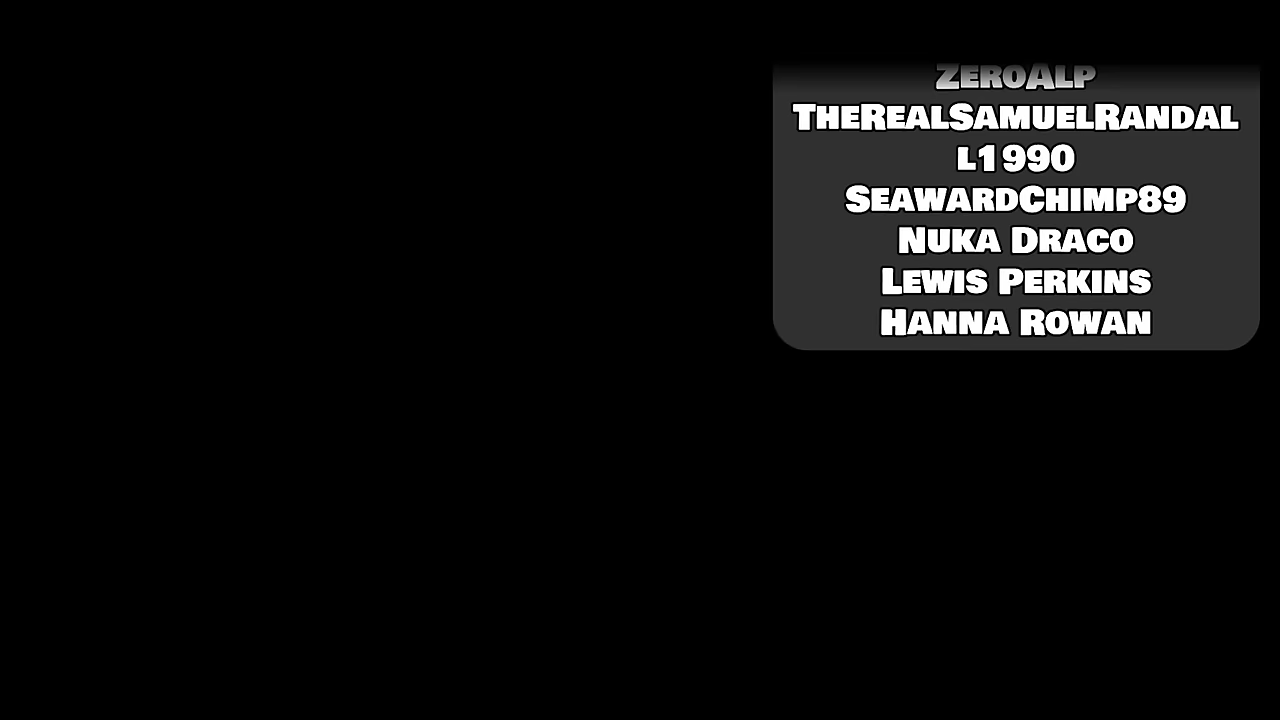 ZeroAlp
TheRealSamuelRandal
l1990
SeawardChimp89
Nuka Draco
Lewis Perkins
Hanna Rowan